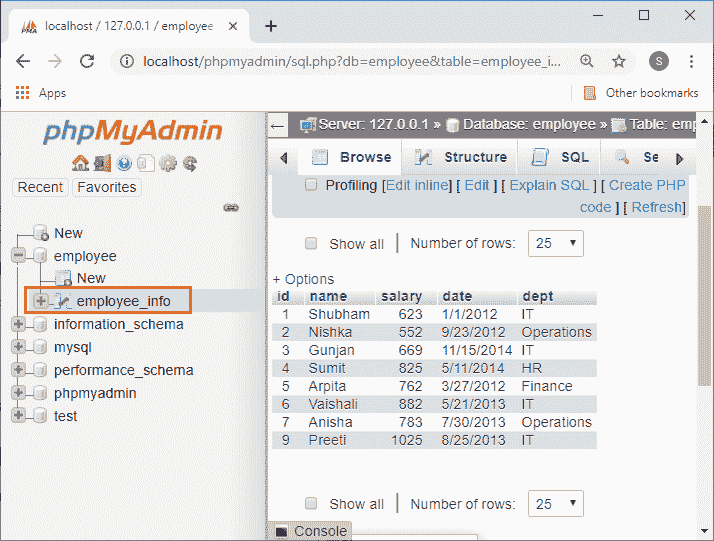 localhost / 127.0.0.1 / employee
localhost/phpmyadmin/sql.php?db=employee&table=employee_i...
S
Apps
Other bookmarks
phpMyAdmin
Recent
Favorites
New
employee
New
employee_info
information_schema
mysql
performance_schema
phpmyadmin
test
Server: 127.0.0.1 » Database: employee » Table: emp
Browse Structure SQL Se
Profiling [Edit inline] [ Edit ] [ Explain SQL ] [ Create PHP
code ] [ Refresh]
Show all Number of rows: 25
+ Options
id name salary date dept
1 Shubham 623 1/1/2012 IT
2 Nishka 552 9/23/2012 Operations
3 Gunjan 669 11/15/2014 IT
4 Sumit 825 5/11/2014 HR
5 Arpita 762 3/27/2012 Finance
6 Vaishali 882 5/21/2013 IT
7 Anisha 783 7/30/2013 Operations
9 Preeti 1025 8/25/2013 IT
Show all Number of rows: 25
Console